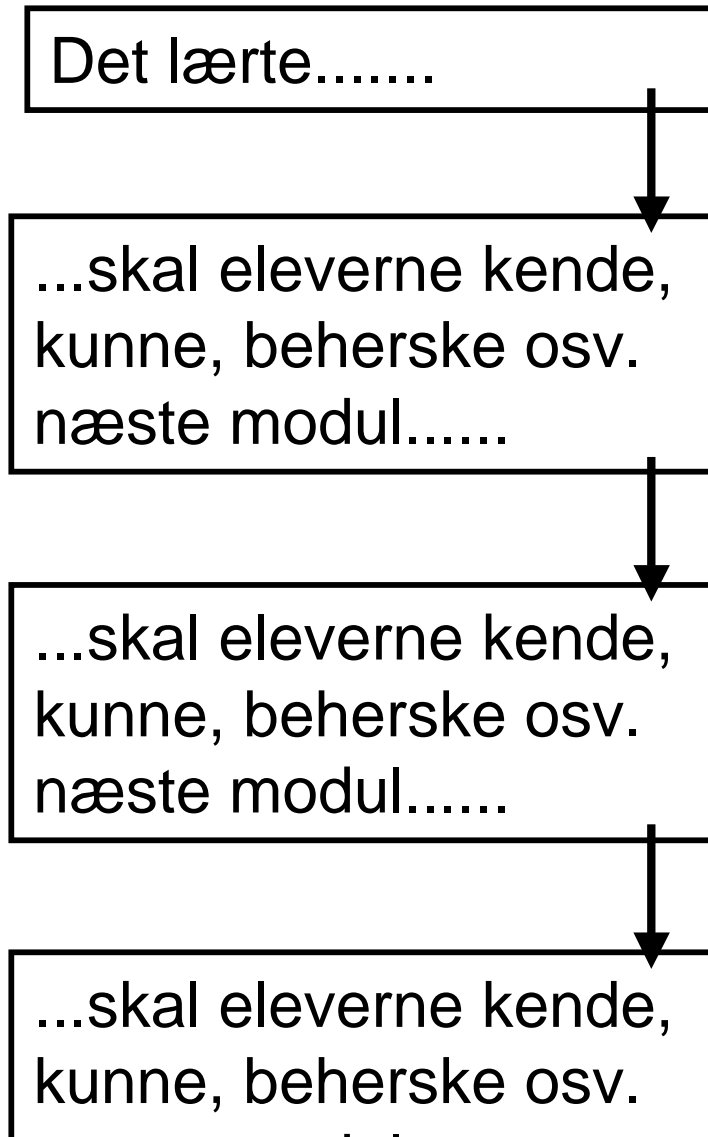 Det lærte.......
...skal eleverne kende,
kunne, beherske osv.
næste modul......
...skal eleverne kende,
kunne, beherske osv.
næste modul......
...skal eleverne kende,
kunne, beherske osv.